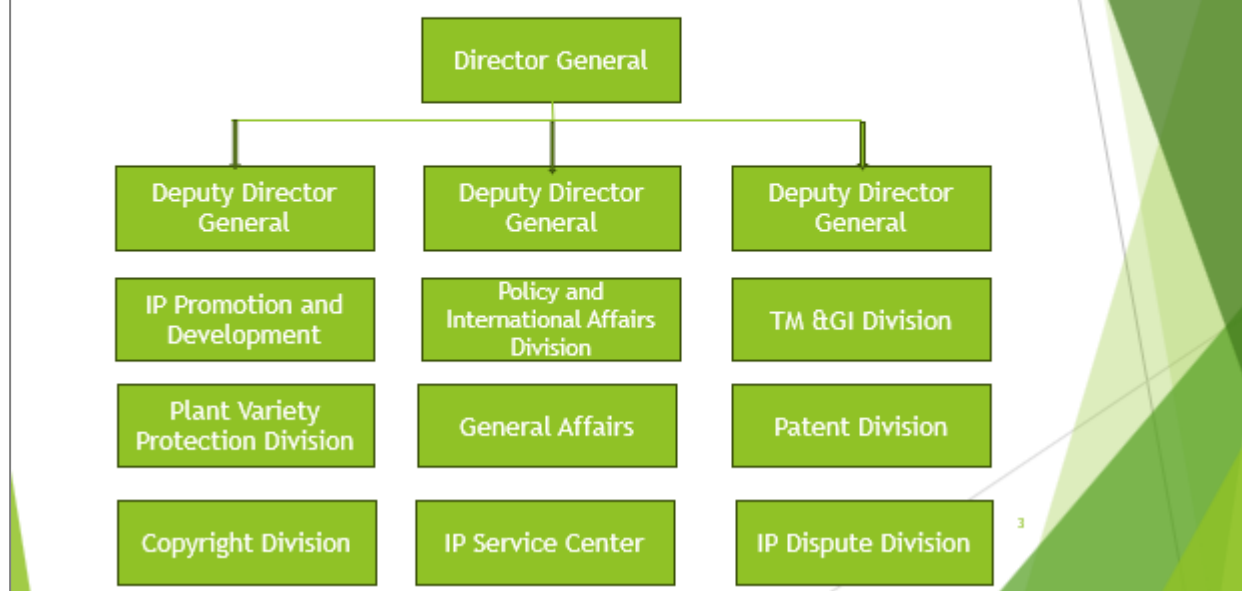 Director General
Deputy Director
General
Deputy Director
General
Deputy Director
General
IP Promotion and
Development
Policy and
International Affairs
Division
TM &GI Division
Plant Variety
Protection Division
General Affairs
Patent Division
Copyright Division
IP Service Center
IP Dispute Division
3